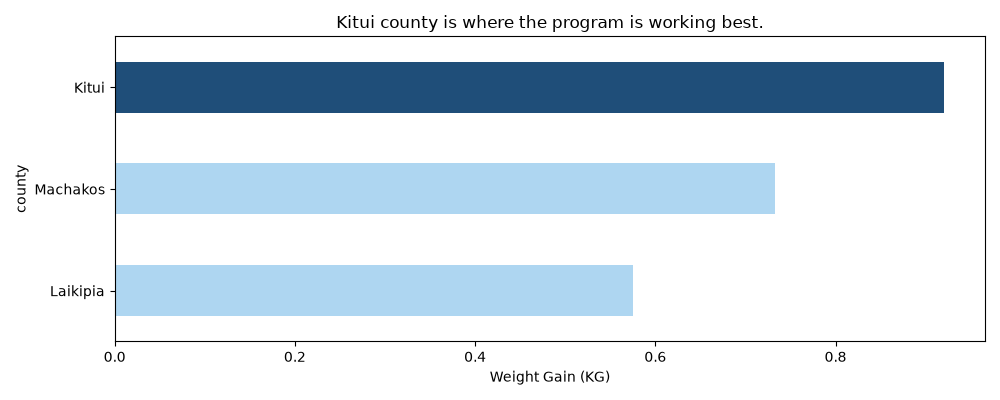 Kitui county is where the program is working best.
county
Kitui
Machakos
Laikipia
0.0 0.2 0.4 0.6 0.8
Weight Gain (KG)